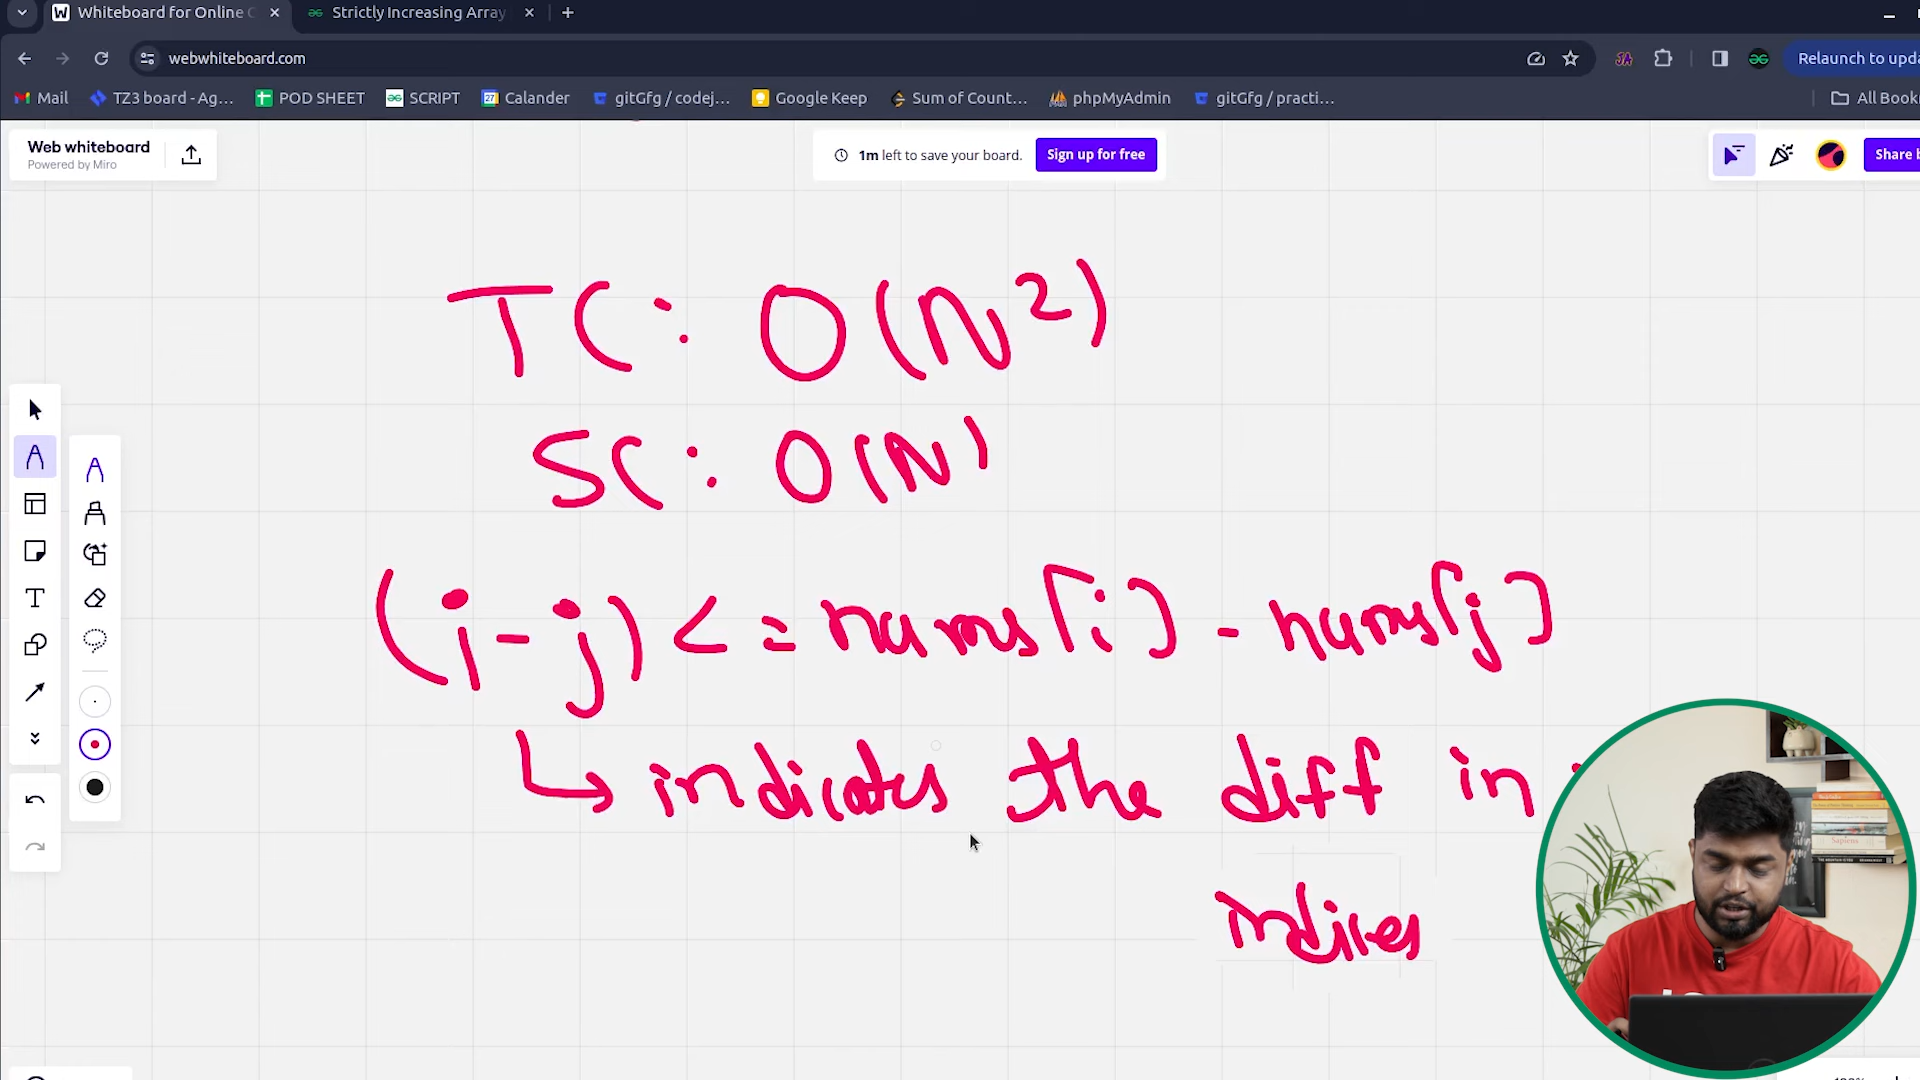 Whiteboard for Online C
Strictly Increasing Array
webwhiteboard.com
Relaunch to upda
Mail
TZ3 board - Ag...
POD SHEET
SCRIPT
Calander
gitGfg / codej...
Google Keep
Sum of Count...
phpMyAdmin
gitGfg / practi...
All Book
Web whiteboard
Powered by Miro
1m left to save your board.
Sign up for free
Share b
TC: O(N²)
SC: O(N)
(i-j) <= nums[i] - nums[j]
↳ indicates the diff in
indices